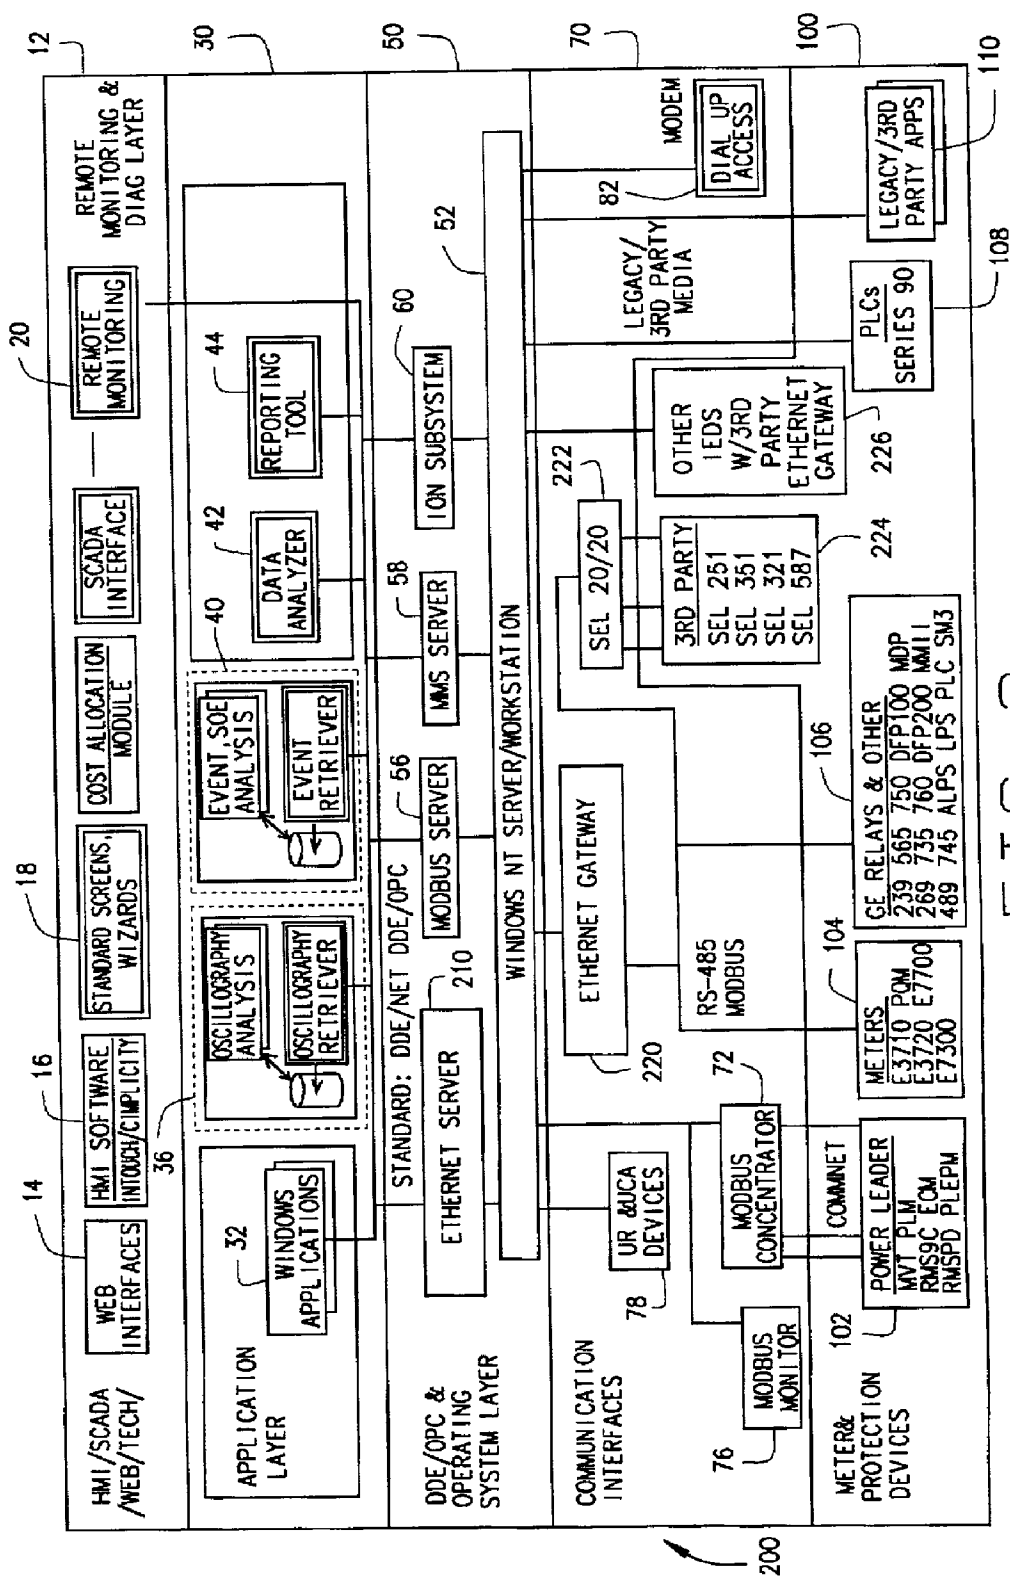 12
30
50
70
100
HMI/SCADA
/WEB/TECH/
14
WEB
INTERFACES
16
HMI SOFTWARE
INTOUCH/CIMPLICITY
18
STANDARD SCREENS,
WIZARDS
COST ALLOCATION
MODULE
SCADA
INTERFACE
20
REMOTE
MONITORING
REMOTE
MONITORING &
DIAG LAYER
APPLICATION
LAYER
32
WINDOWS
APPLICATIONS
36
OSCILLOGRAPHY
ANALYSIS
OSCILLOGRAPHY
RETRIEVER
40
EVENT, SOE
ANALYSIS
EVENT
RETRIEVER
42
DATA
ANALYZER
44
REPORTING
TOOL
DDE/OPC &
OPERATING
SYSTEM LAYER
STANDARD: DDE/NET DDE/OPC
ETHERNET SERVER
210
MODBUS SERVER
56
MMS SERVER
58
ION SUBSYSTEM
60
WINDOWS NT SERVER/WORKSTATION
52
COMMUNICATION
INTERFACES
76
MODBUS
MONITOR
UR &UCA
DEVICES
78
72
MODBUS
CONCENTRATOR
COMMNET
ETHERNET GATEWAY
220
RS-485
MODBUS
SEL 20/20
222
3RD PARTY
SEL 251
SEL 351
SEL 321
SEL 587
224
OTHER
IEDS
W/3RD
PARTY
ETHERNET
GATEWAY
226
LEGACY/
3RD PARTY
MEDIA
MODEM
82
DIAL UP
ACCESS
METER&
PROTECTION
DEVICES
102
POWER LEADER
MVT PLM
RMS9C ECM
RMSPD PLEPM
104
METERS
E3710 PQM
E3720 E7700
E7300
106
GE RELAYS & OTHER
239 565 750 DFP100 MDP
269 735 760 DFP200 MMII
489 745 ALPS LPS PLC SM3
PLCs
SERIES 90
108
LEGACY/3RD
PARTY APPS
110
200